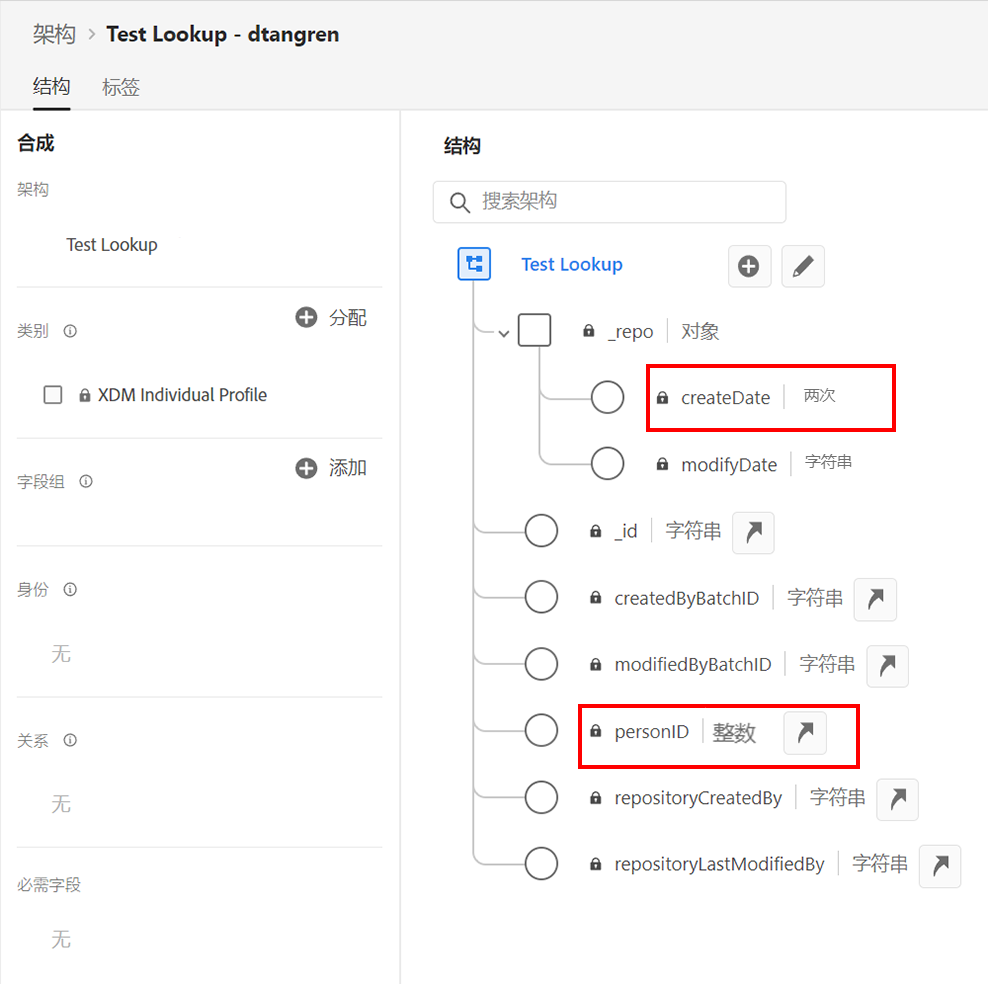 架构 > Test Lookup - dtangren
结构 标签
合成
架构
Test Lookup
类别
分配
XDM Individual Profile
字段组
添加
身份
无
关系
无
必需字段
无
结构
搜索架构
Test Lookup
_repo 对象
createDate 两次
modifyDate 字符串
_id 字符串
createdByBatchID 字符串
modifiedByBatchID 字符串
personID 整数
repositoryCreatedBy 字符串
repositoryLastModifiedBy 字符串